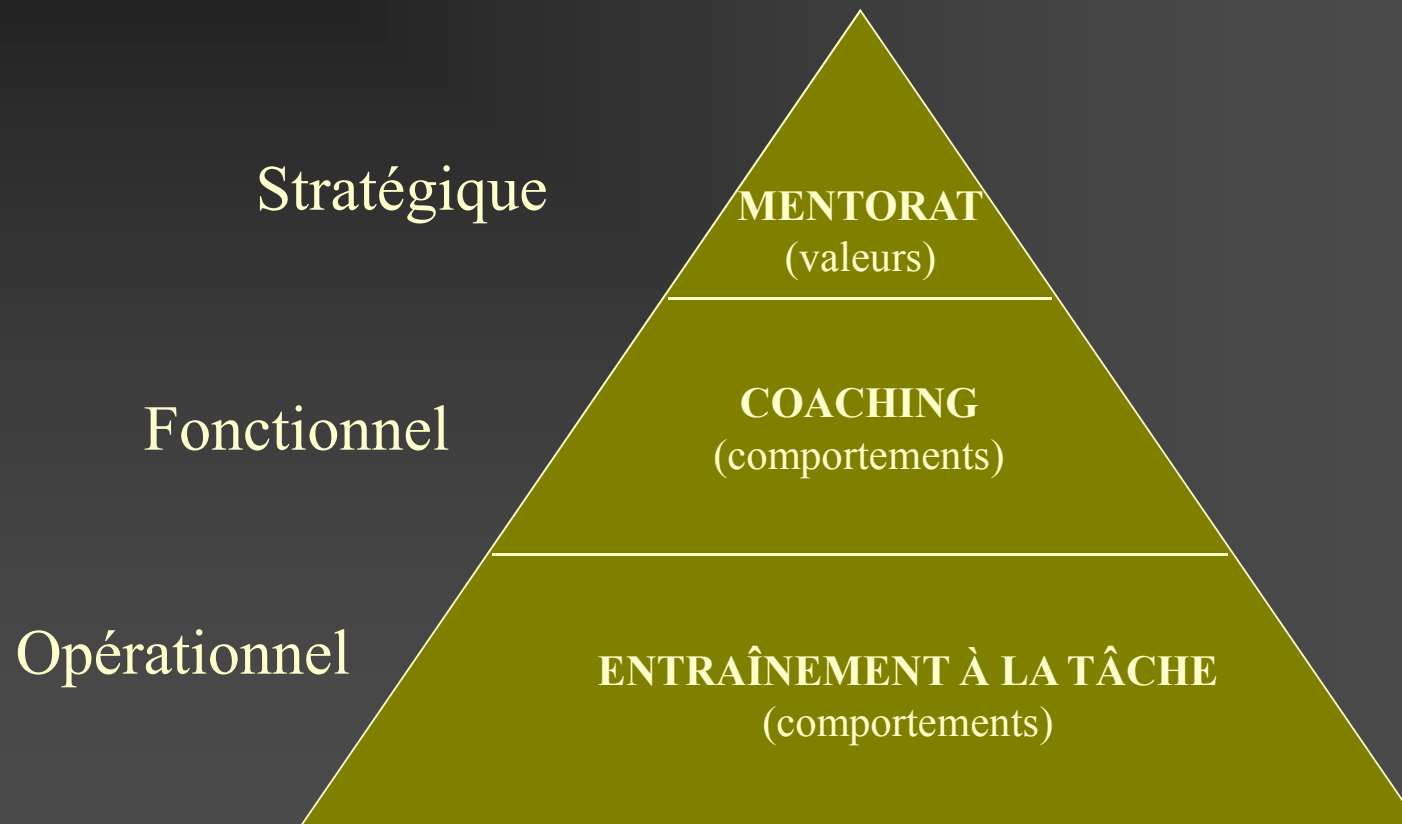 Stratégique
MENTORAT
(valeurs)
Fonctionnel
COACHING
(comportements)
Opérationnel
ENTRAÎNEMENT À LA TÂCHE
(comportements)